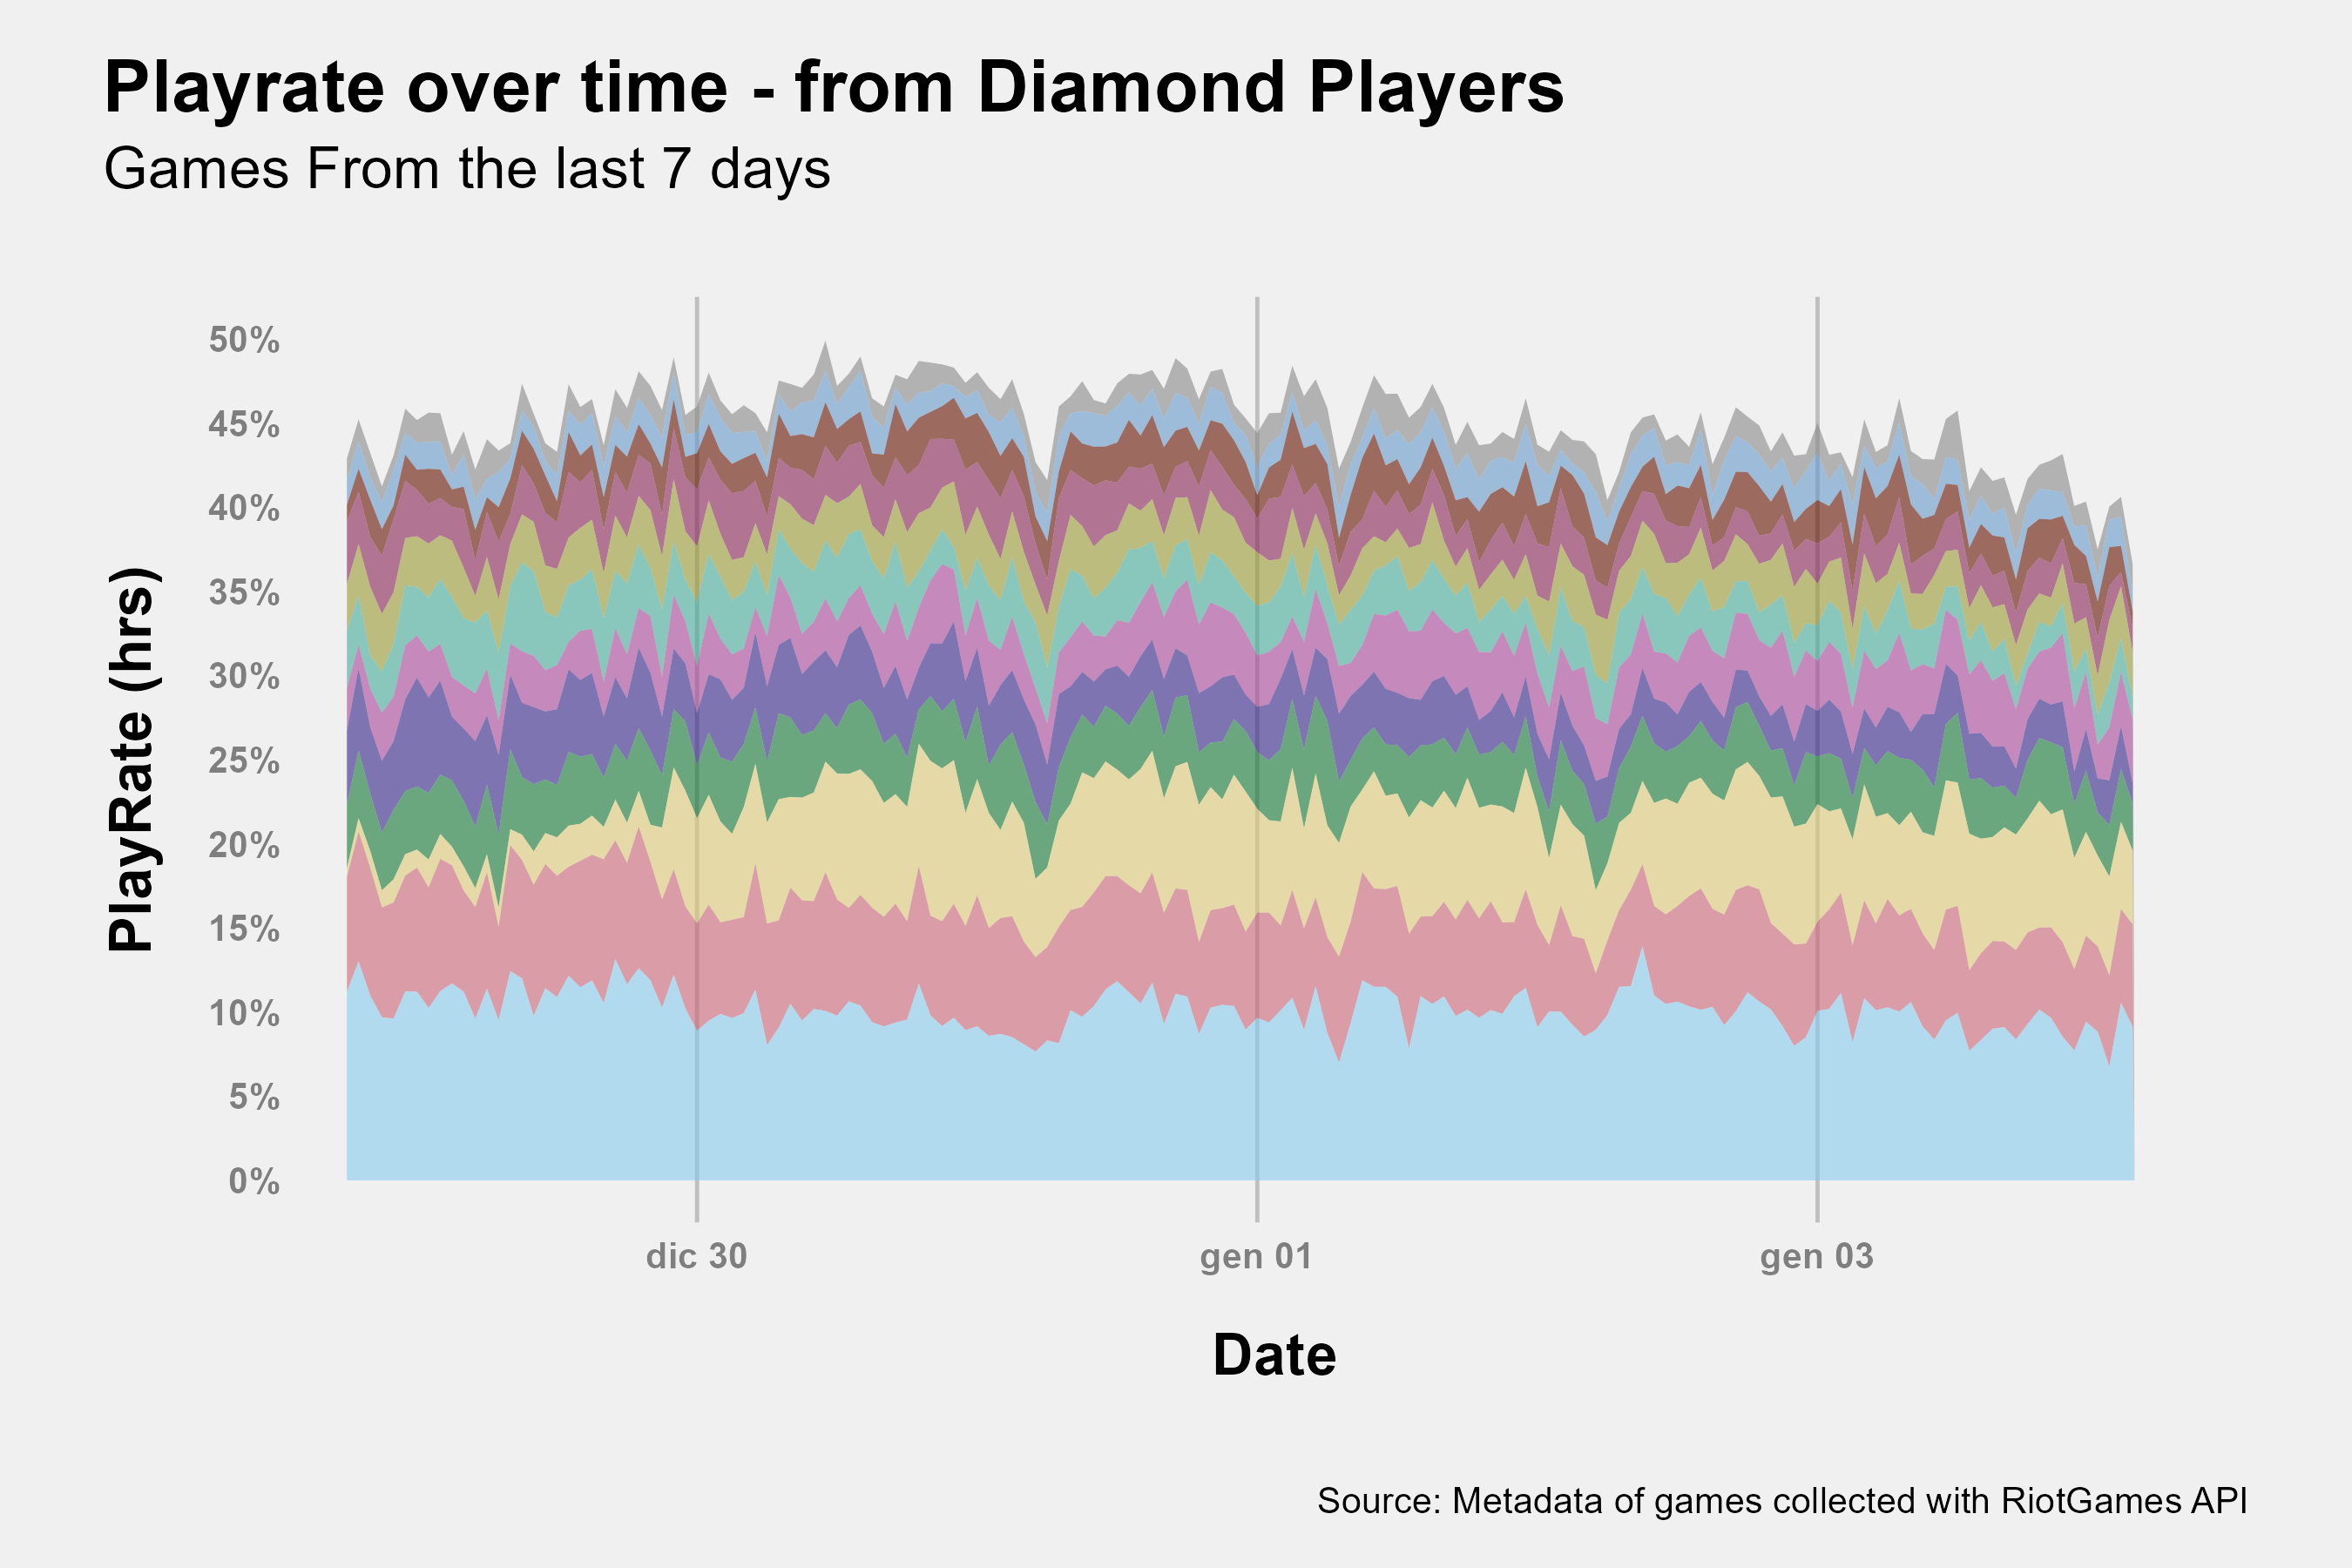 Playrate over time - from Diamond Players
Games From the last 7 days
PlayRate (hrs)
50%
45%
40%
35%
30%
25%
20%
15%
10%
5%
0%
dic 30
gen 01
gen 03
Date
Source: Metadata of games collected with RiotGames API